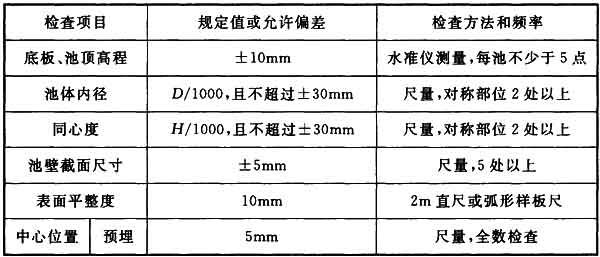 检查项目 规定值或允许偏差 检查方法和频率
底板、池顶高程 ±10mm 水准仪测量,每池不少于5点
池体内径 D/1000,且不超过±30mm 尺量,对称部位2处以上
同心度 H/1000,且不超过±30mm 尺量,对称部位2处以上
池壁截面尺寸 ±5mm 尺量,5处以上
表面平整度 10mm 2m直尺或弧形样板尺
中心位置 预埋 5mm 尺量,全数检查